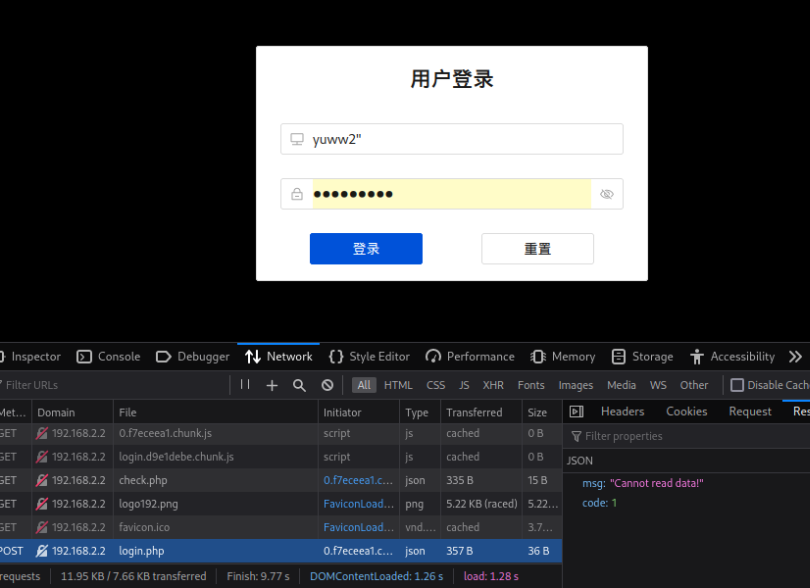 用户登录
yuww2"
登录
重置
Inspector Console Debugger Network {} Style Editor Performance Memory Storage Accessibility
Filter URLs All HTML CSS JS XHR Fonts Images Media WS Other Disable Cach
Met... Domain File Initiator Type Transferred Size Headers Cookies Request Res
GET 192.168.2.2 0.f7eceea1.chunk.js script js cached 0 B Filter properties
GET 192.168.2.2 login.d9e1debe.chunk.js script js cached 0 B JSON
GET 192.168.2.2 check.php 0.f7eceea1.c... json 335 B 15 B msg: "Cannot read data!"
GET 192.168.2.2 logo192.png FaviconLoad... png 5.22 KB (raced) 5.22... code: 1
GET 192.168.2.2 favicon.ico FaviconLoad... vnd.... cached 3.7...
POST 192.168.2.2 login.php 0.f7eceea1.c... json 357 B 36 B
requests 11.95 KB / 7.66 KB transferred Finish: 9.77 s DOMContentLoaded: 1.26 s load: 1.28 s